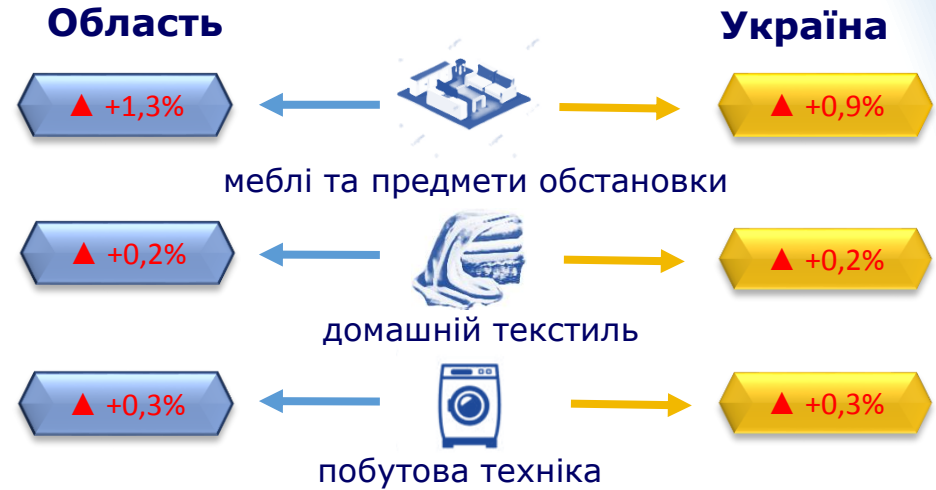 Область
Україна
▲ +1,3%
▲ +0,9%
меблі та предмети обстановки
▲ +0,2%
▲ +0,2%
домашній текстиль
▲ +0,3%
▲ +0,3%
побутова техніка